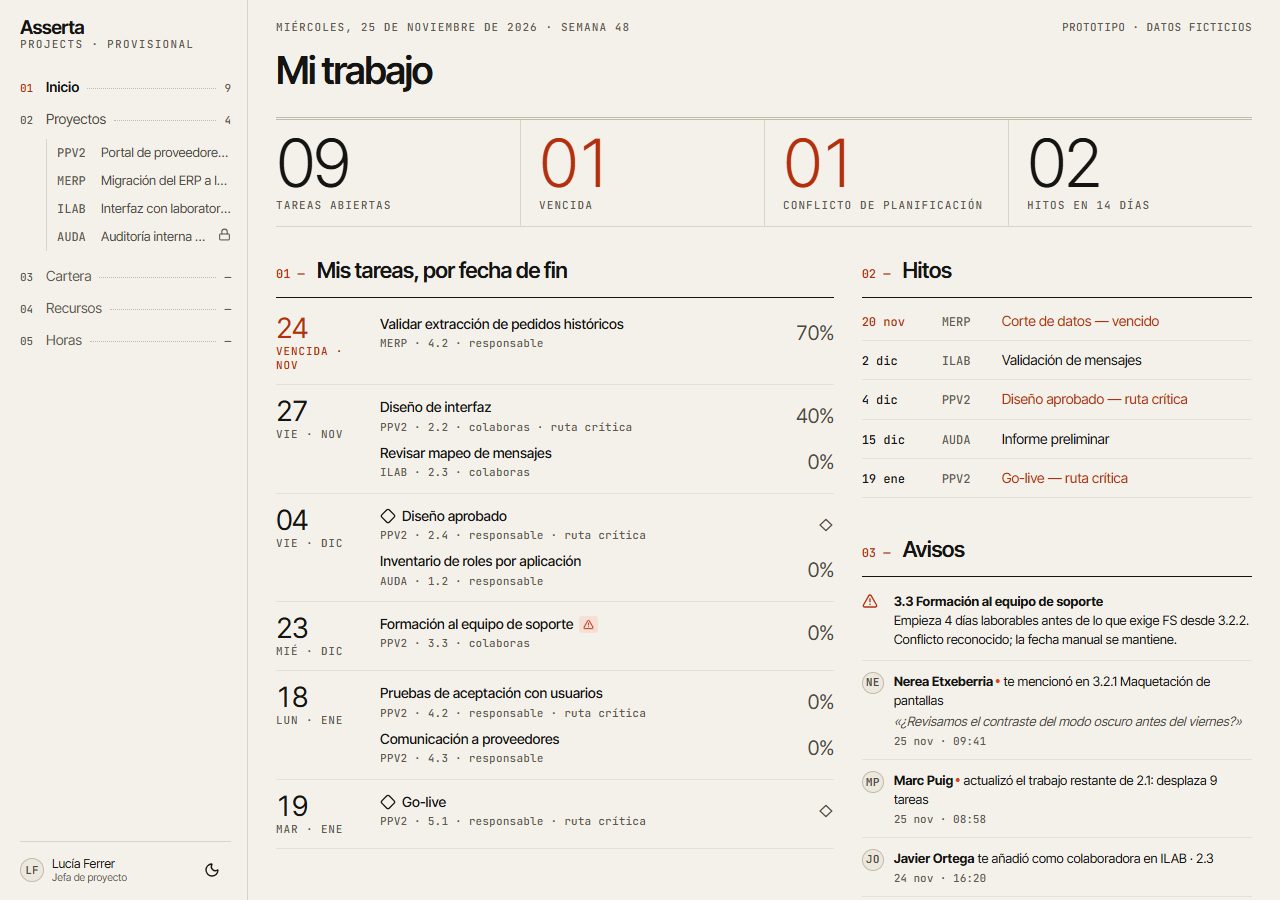 Asserta
PROJECTS · PROVISIONAL
01 Inicio 9
02 Proyectos 4
PPV2 Portal de proveedore...
MERP Migración del ERP a l...
ILAB Interfaz con laborator...
AUDA Auditoría interna ...
03 Cartera —
04 Recursos —
05 Horas —
LF Lucía Ferrer
Jefa de proyecto
MIÉRCOLES, 25 DE NOVIEMBRE DE 2026 · SEMANA 48
PROTOTIPO · DATOS FICTICIOS
Mi trabajo
09
TAREAS ABIERTAS
01
VENCIDA
01
CONFLICTO DE PLANIFICACIÓN
02
HITOS EN 14 DÍAS
01 — Mis tareas, por fecha de fin
24
VENCIDA ·
NOV
Validar extracción de pedidos históricos
MERP · 4.2 · responsable
70%
27
VIE · NOV
Diseño de interfaz
PPV2 · 2.2 · colaboras · ruta crítica
40%
Revisar mapeo de mensajes
ILAB · 2.3 · colaboras
0%
04
VIE · DIC
Diseño aprobado
PPV2 · 2.4 · responsable · ruta crítica
Inventario de roles por aplicación
AUDA · 1.2 · responsable
0%
23
MIÉ · DIC
Formación al equipo de soporte
PPV2 · 3.3 · colaboras
0%
18
LUN · ENE
Pruebas de aceptación con usuarios
PPV2 · 4.2 · responsable · ruta crítica
0%
Comunicación a proveedores
PPV2 · 4.3 · responsable
0%
19
MAR · ENE
Go-live
PPV2 · 5.1 · responsable · ruta crítica
02 — Hitos
20 nov MERP Corte de datos — vencido
2 dic ILAB Validación de mensajes
4 dic PPV2 Diseño aprobado — ruta crítica
15 dic AUDA Informe preliminar
19 ene PPV2 Go-live — ruta crítica
03 — Avisos
3.3 Formación al equipo de soporte
Empieza 4 días laborables antes de lo que exige FS desde 3.2.2.
Conflicto reconocido; la fecha manual se mantiene.
NE Nerea Etxeberria • te mencionó en 3.2.1 Maquetación de
pantallas
«¿Revisamos el contraste del modo oscuro antes del viernes?»
25 nov · 09:41
MP Marc Puig • actualizó el trabajo restante de 2.1: desplaza 9
tareas
25 nov · 08:58
JO Javier Ortega te añadió como colaboradora en ILAB · 2.3
24 nov · 16:20